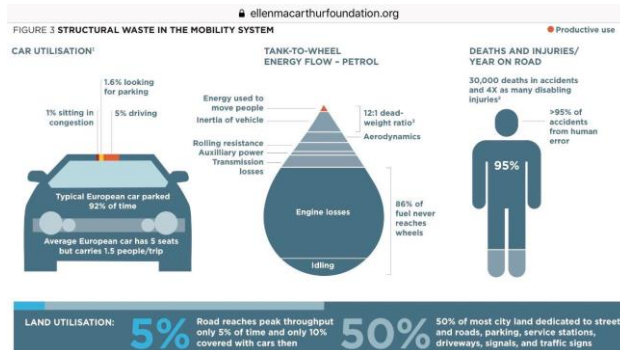 ellenmacarthurfoundation.org
FIGURE 3 STRUCTURAL WASTE IN THE MOBILITY SYSTEM
Productive use
CAR UTILISATION¹
1.6% looking
for parking
1% sitting in
congestion
5% driving
Typical European car parked
92% of time
Average European car has 5 seats
but carries 1.5 people/trip
TANK-TO-WHEEL
ENERGY FLOW – PETROL
Energy used to
move people
Inertia of vehicle
12:1 dead-
weight ratio²
Aerodynamics
Rolling resistance
Auxilliary power
Transmission
losses
Engine losses
86% of
fuel never
reaches
wheels
Idling
DEATHS AND INJURIES/
YEAR ON ROAD
30,000 deaths in accidents
and 4X as many disabling
injuries³
>95% of
accidents
from human
error
95%
LAND UTILISATION:
5%
Road reaches peak throughput
only 5% of time and only 10%
covered with cars then
50%
50% of most city land dedicated to street
and roads, parking, service stations,
driveways, signals, and traffic signs